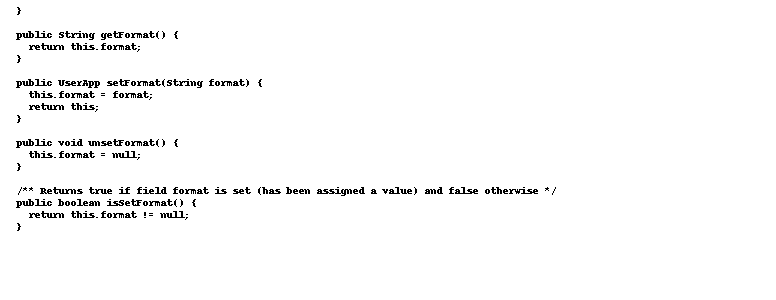 }

public String getFormat() {
  return this.format;
}

public UserApp setFormat(String format) {
  this.format = format;
  return this;
}

public void unsetFormat() {
  this.format = null;
}

/** Returns true if field format is set (has been assigned a value) and false otherwise */
public boolean isSetFormat() {
  return this.format != null;
}